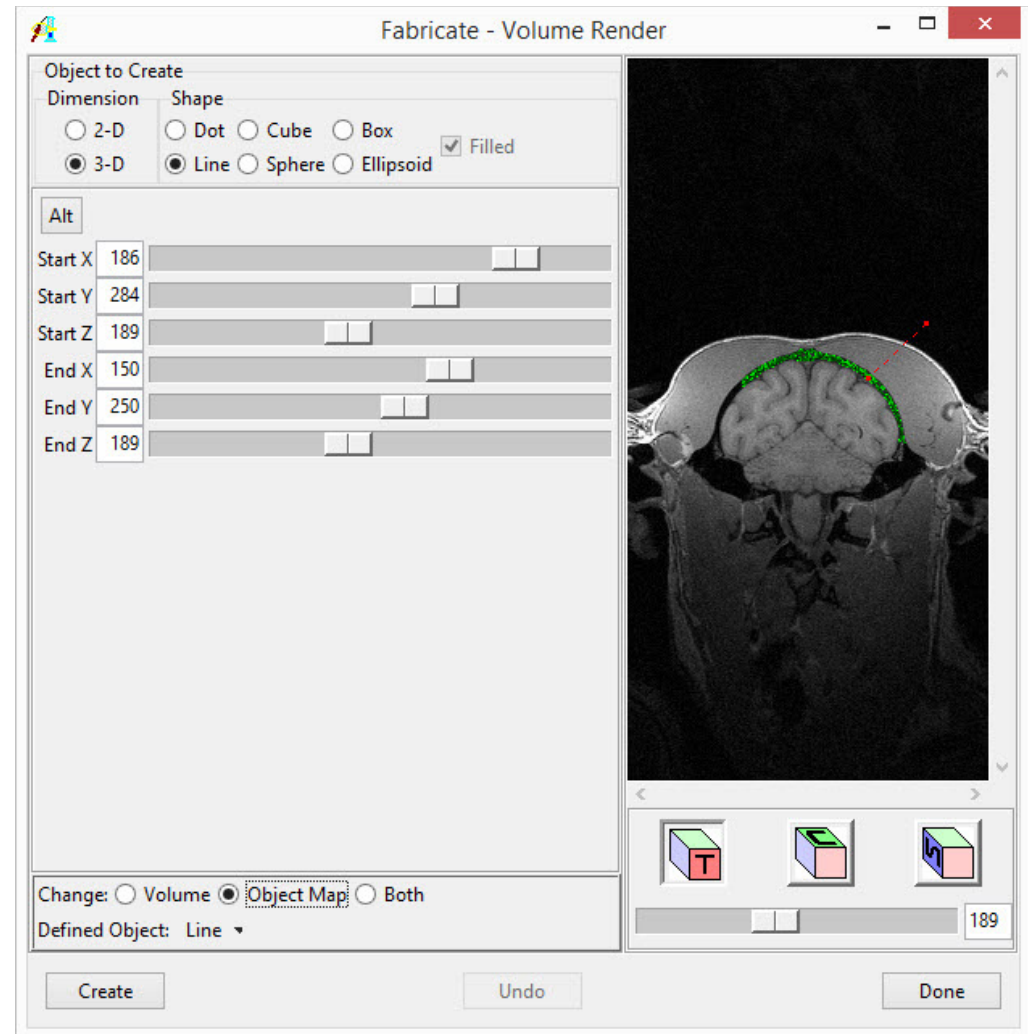 Fabricate - Volume Render
Object to Create
Dimension Shape
2-D Dot Cube Box
Filled
3-D Line Sphere Ellipsoid
Alt
Start X 186
Start Y 284
Start Z 189
End X 150
End Y 250
End Z 189
T U S
Change: Volume Object Map Both
189
Defined Object: Line
Create Undo Done